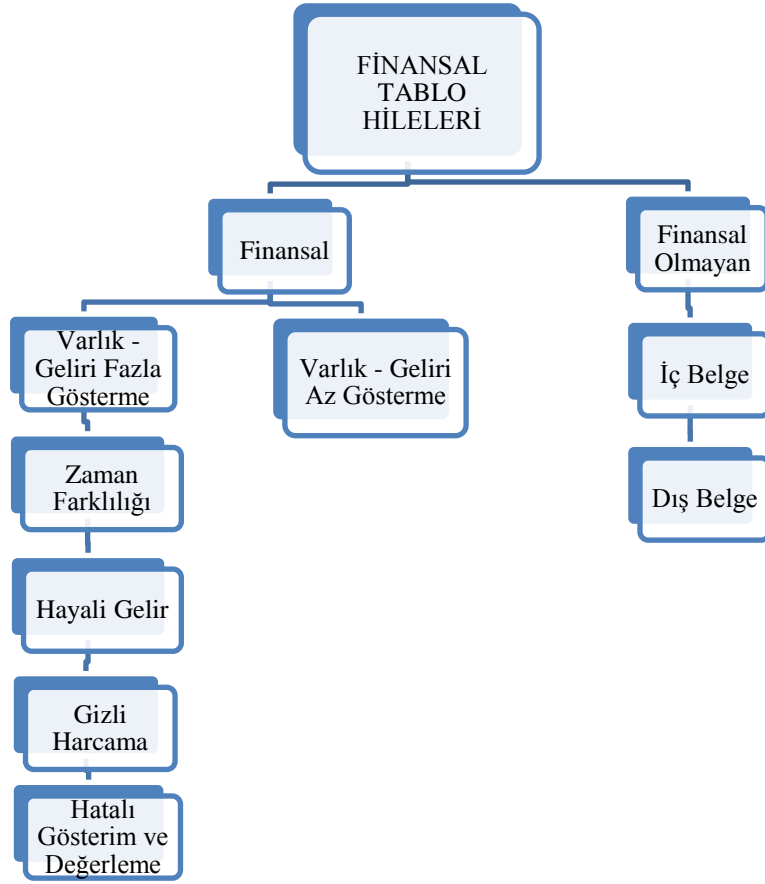 FİNANSAL
TABLO
HİLELERİ
Finansal
Finansal
Olmayan
Varlık -
Geliri Fazla
Gösterme
Varlık - Geliri
Az Gösterme
İç Belge
Zaman
Farklılığı
Dış Belge
Hayali Gelir
Gizli
Harcama
Hatalı
Gösterim ve
Değerleme